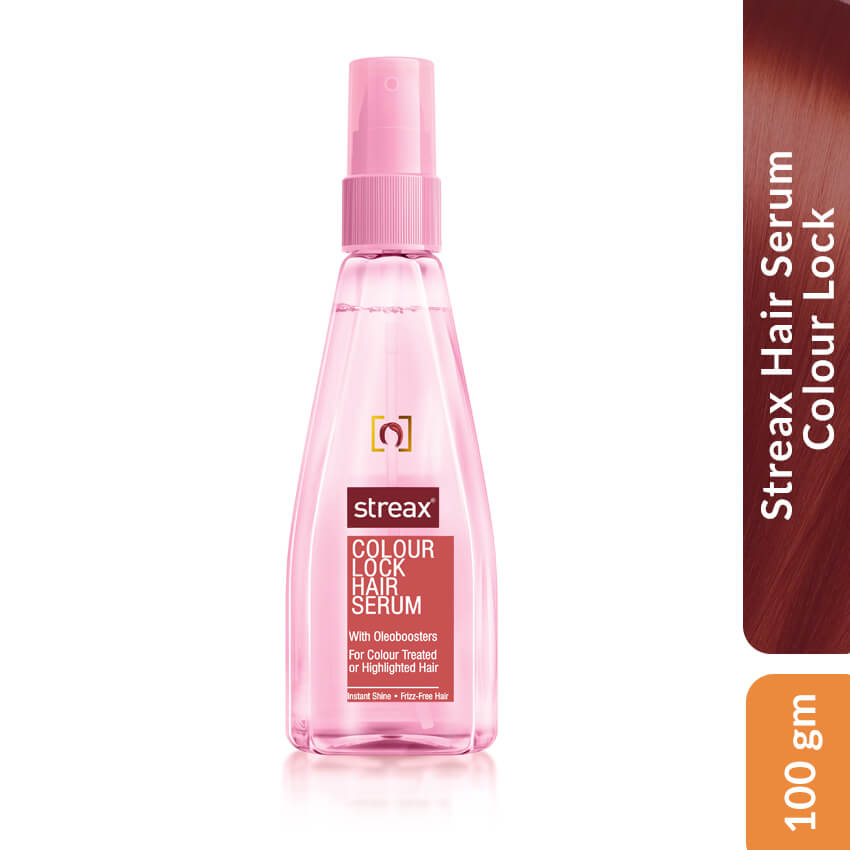 streax®
COLOUR
LOCK
HAIR
SERUM
With Oleoboosters
For Colour Treated
or Highlighted Hair
Instant Shine • Frizz-Free Hair
Streax Hair Serum
Colour Lock
100 gm